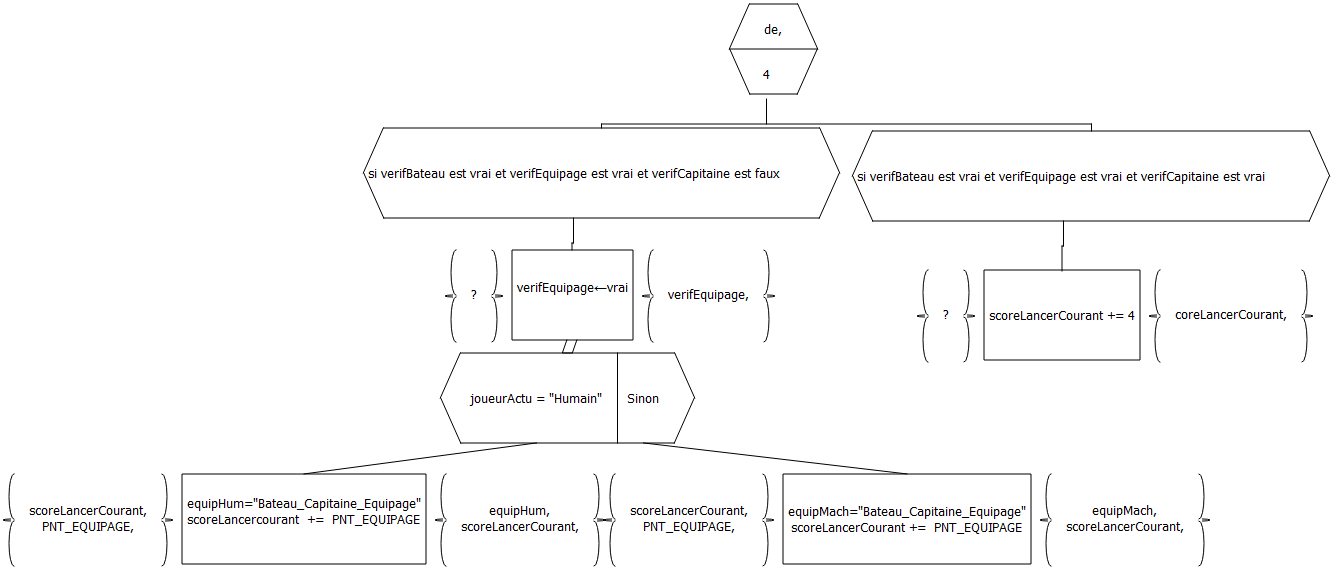 de,
4
si verifBateau est vrai et verifEquipage est vrai et verifCapitaine est faux
si verifBateau est vrai et verifEquipage est vrai et verifCapitaine est vrai
?
verifEquipage←vrai
verifEquipage,
?
scoreLancerCourant += 4
coreLancerCourant,
joueurActu = "Humain"
Sinon
scoreLancerCourant,
PNT_EQUIPAGE,
equipHum="Bateau_Capitaine_Equipage"
scoreLancercourant += PNT_EQUIPAGE
equipHum,
scoreLancerCourant,
scoreLancerCourant,
PNT_EQUIPAGE,
equipMach="Bateau_Capitaine_Equipage"
scoreLancerCourant += PNT_EQUIPAGE
equipMach,
scoreLancerCourant,